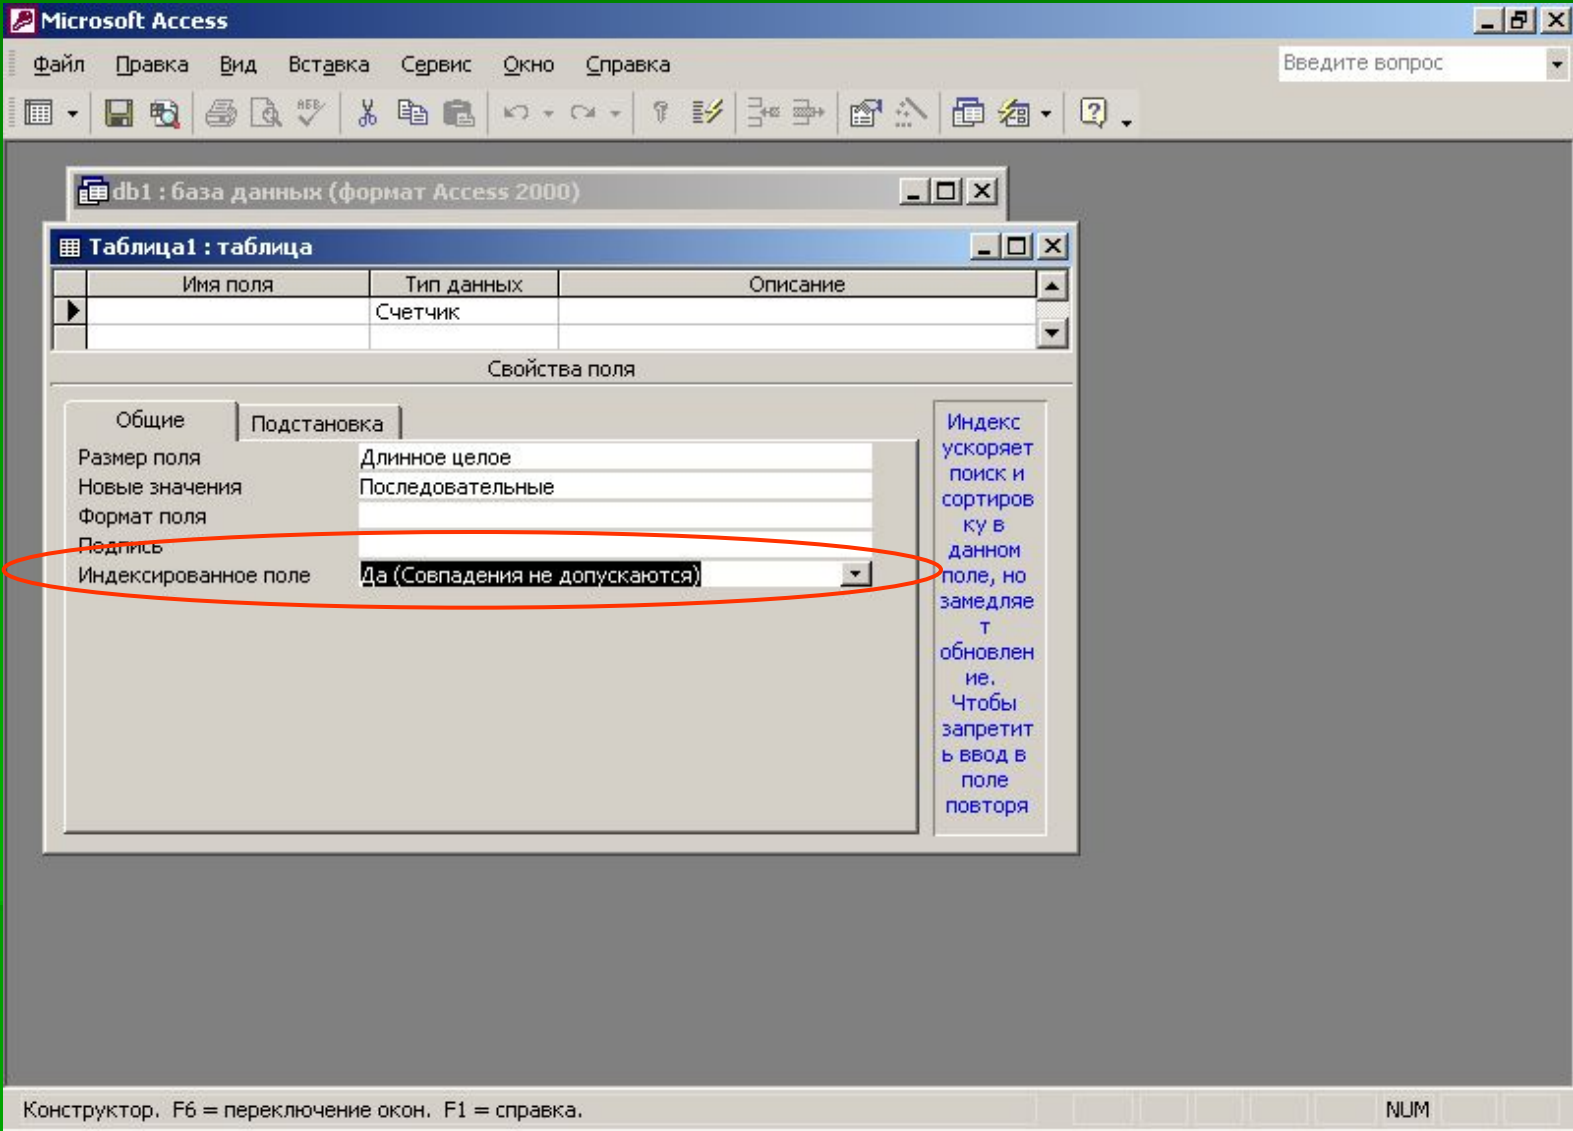 Microsoft Access
Файл Правка Вид Вставка Сервис Окно Справка
Введите вопрос
db1 : база данных (формат Access 2000)
Таблица1 : таблица
Имя поля Тип данных Описание
Счетчик
Свойства поля
Общие Подстановка
Размер поля Длинное целое
Новые значения Последовательные
Формат поля
Подпись
Индексированное поле Да (Совпадения не допускаются)
Индекс
ускоряет
поиск и
сортиров
ку в
данном
поле, но
замедляе
т
обновлен
ие.
Чтобы
запретит
ь ввод в
поле
повторя
Конструктор. F6 = переключение окон. F1 = справка.
NUM